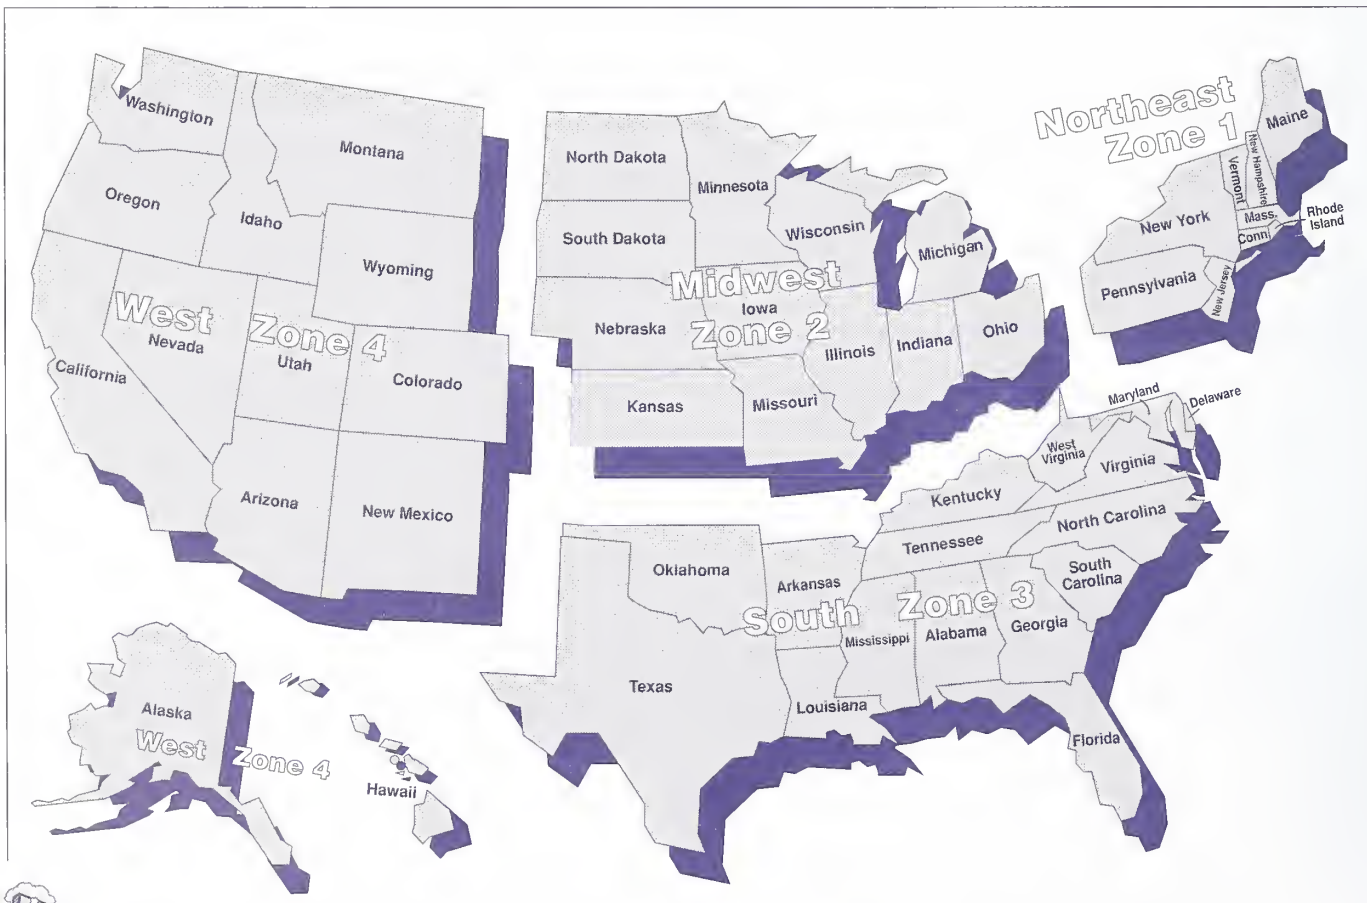 Northeast
Zone 1
Maine
New Hampshire
Vermont
New York
Mass.
Rhode
Island
Conn.
Pennsylvania
New Jersey
Midwest
Zone 2
North Dakota
Minnesota
South Dakota
Wisconsin
Michigan
Iowa
Nebraska
Illinois
Indiana
Ohio
Kansas
Missouri
West Zone 4
Washington
Montana
Oregon
Idaho
Wyoming
Nevada
Utah
California
Colorado
Arizona
New Mexico
South Zone 3
Maryland
Delaware
West
Virginia
Virginia
Kentucky
North Carolina
Tennessee
South
Carolina
Oklahoma
Arkansas
Mississippi
Alabama
Georgia
Texas
Louisiana
Florida
Alaska
West Zone 4
Hawaii